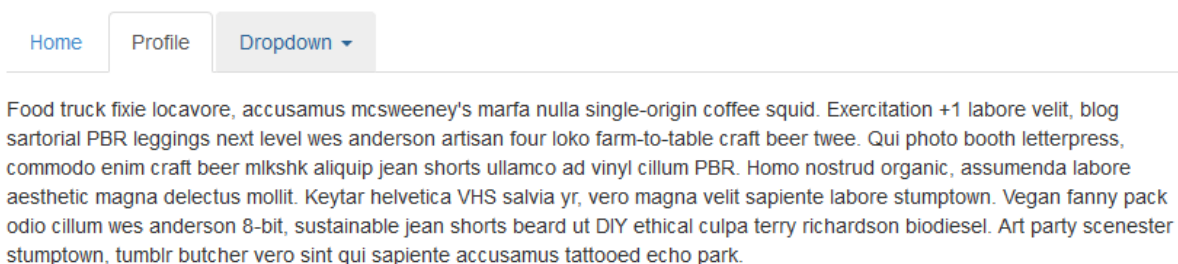 Home Profile Dropdown
Food truck fixie locavore, accusamus mcsweeney's marfa nulla single-origin coffee squid. Exercitation +1 labore velit, blog
sartorial PBR leggings next level wes anderson artisan four loko farm-to-table craft beer twee. Qui photo booth letterpress,
commodo enim craft beer mlkshk aliquip jean shorts ullamco ad vinyl cillum PBR. Homo nostrud organic, assumenda labore
aesthetic magna delectus mollit. Keytar helvetica VHS salvia yr, vero magna velit sapiente labore stumptown. Vegan fanny pack
odio cillum wes anderson 8-bit, sustainable jean shorts beard ut DIY ethical culpa terry richardson biodiesel. Art party scenester
stumptown, tumblr butcher vero sint qui sapiente accusamus tattooed echo park.